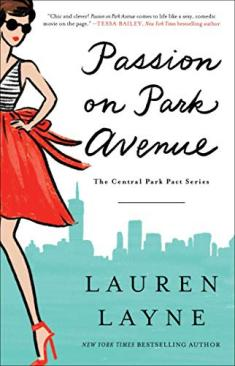 "Chic and clever! Passion on Park Avenue comes to life like a sexy, comedic
movie on the page." —TESSA BAILEY, New York Times bestselling author
Passion
on Park
Avenue
The Central Park Pact Series
LAUREN
LAYNE
NEW YORK TIMES BESTSELLING AUTHOR